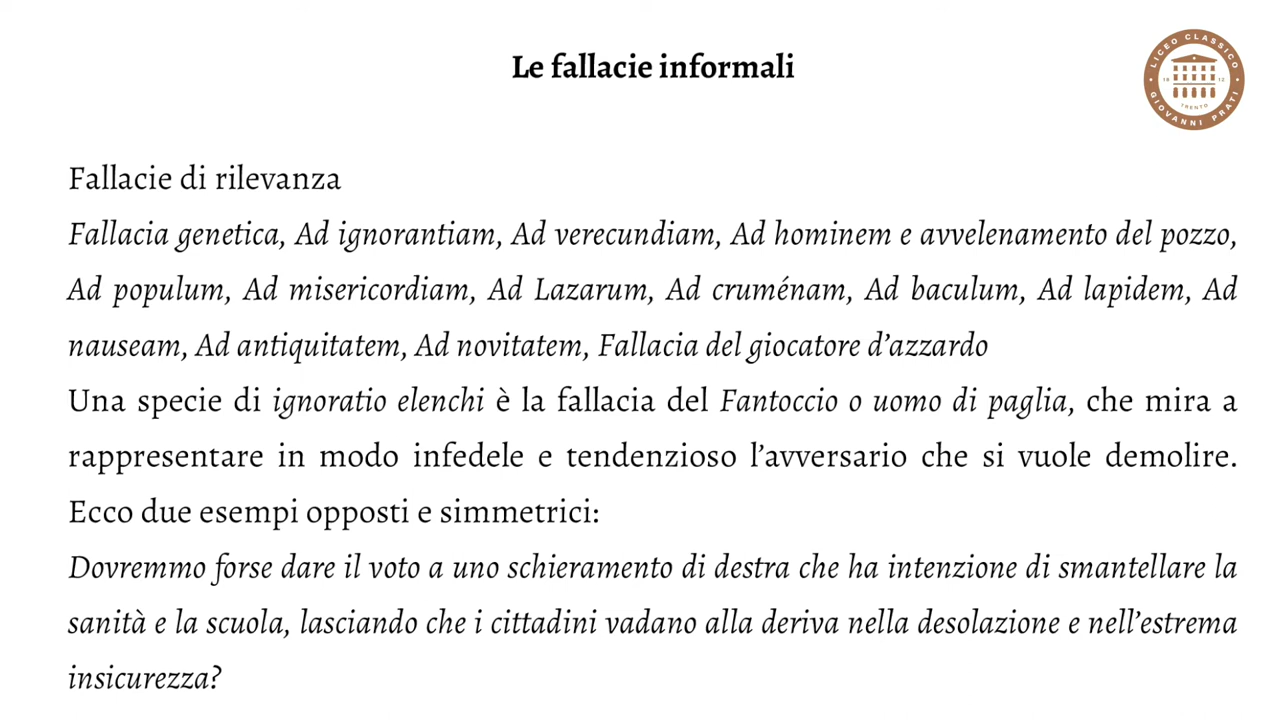 Le fallacie informali
LICEO CLASSICO
18 12
TRENTO
GIOVANNI PRATI
Fallacie di rilevanza
Fallacia genetica, Ad ignorantiam, Ad verecundiam, Ad hominem e avvelenamento del pozzo,
Ad populum, Ad misericordiam, Ad Lazarum, Ad cruménam, Ad baculum, Ad lapidem, Ad
nauseam, Ad antiquitatem, Ad novitatem, Fallacia del giocatore d’azzardo
Una specie di ignoratio elenchi è la fallacia del Fantoccio o uomo di paglia, che mira a
rappresentare in modo infedele e tendenzioso l’avversario che si vuole demolire.
Ecco due esempi opposti e simmetrici:
Dovremmo forse dare il voto a uno schieramento di destra che ha intenzione di smantellare la
sanità e la scuola, lasciando che i cittadini vadano alla deriva nella desolazione e nell’estrema
insicurezza?